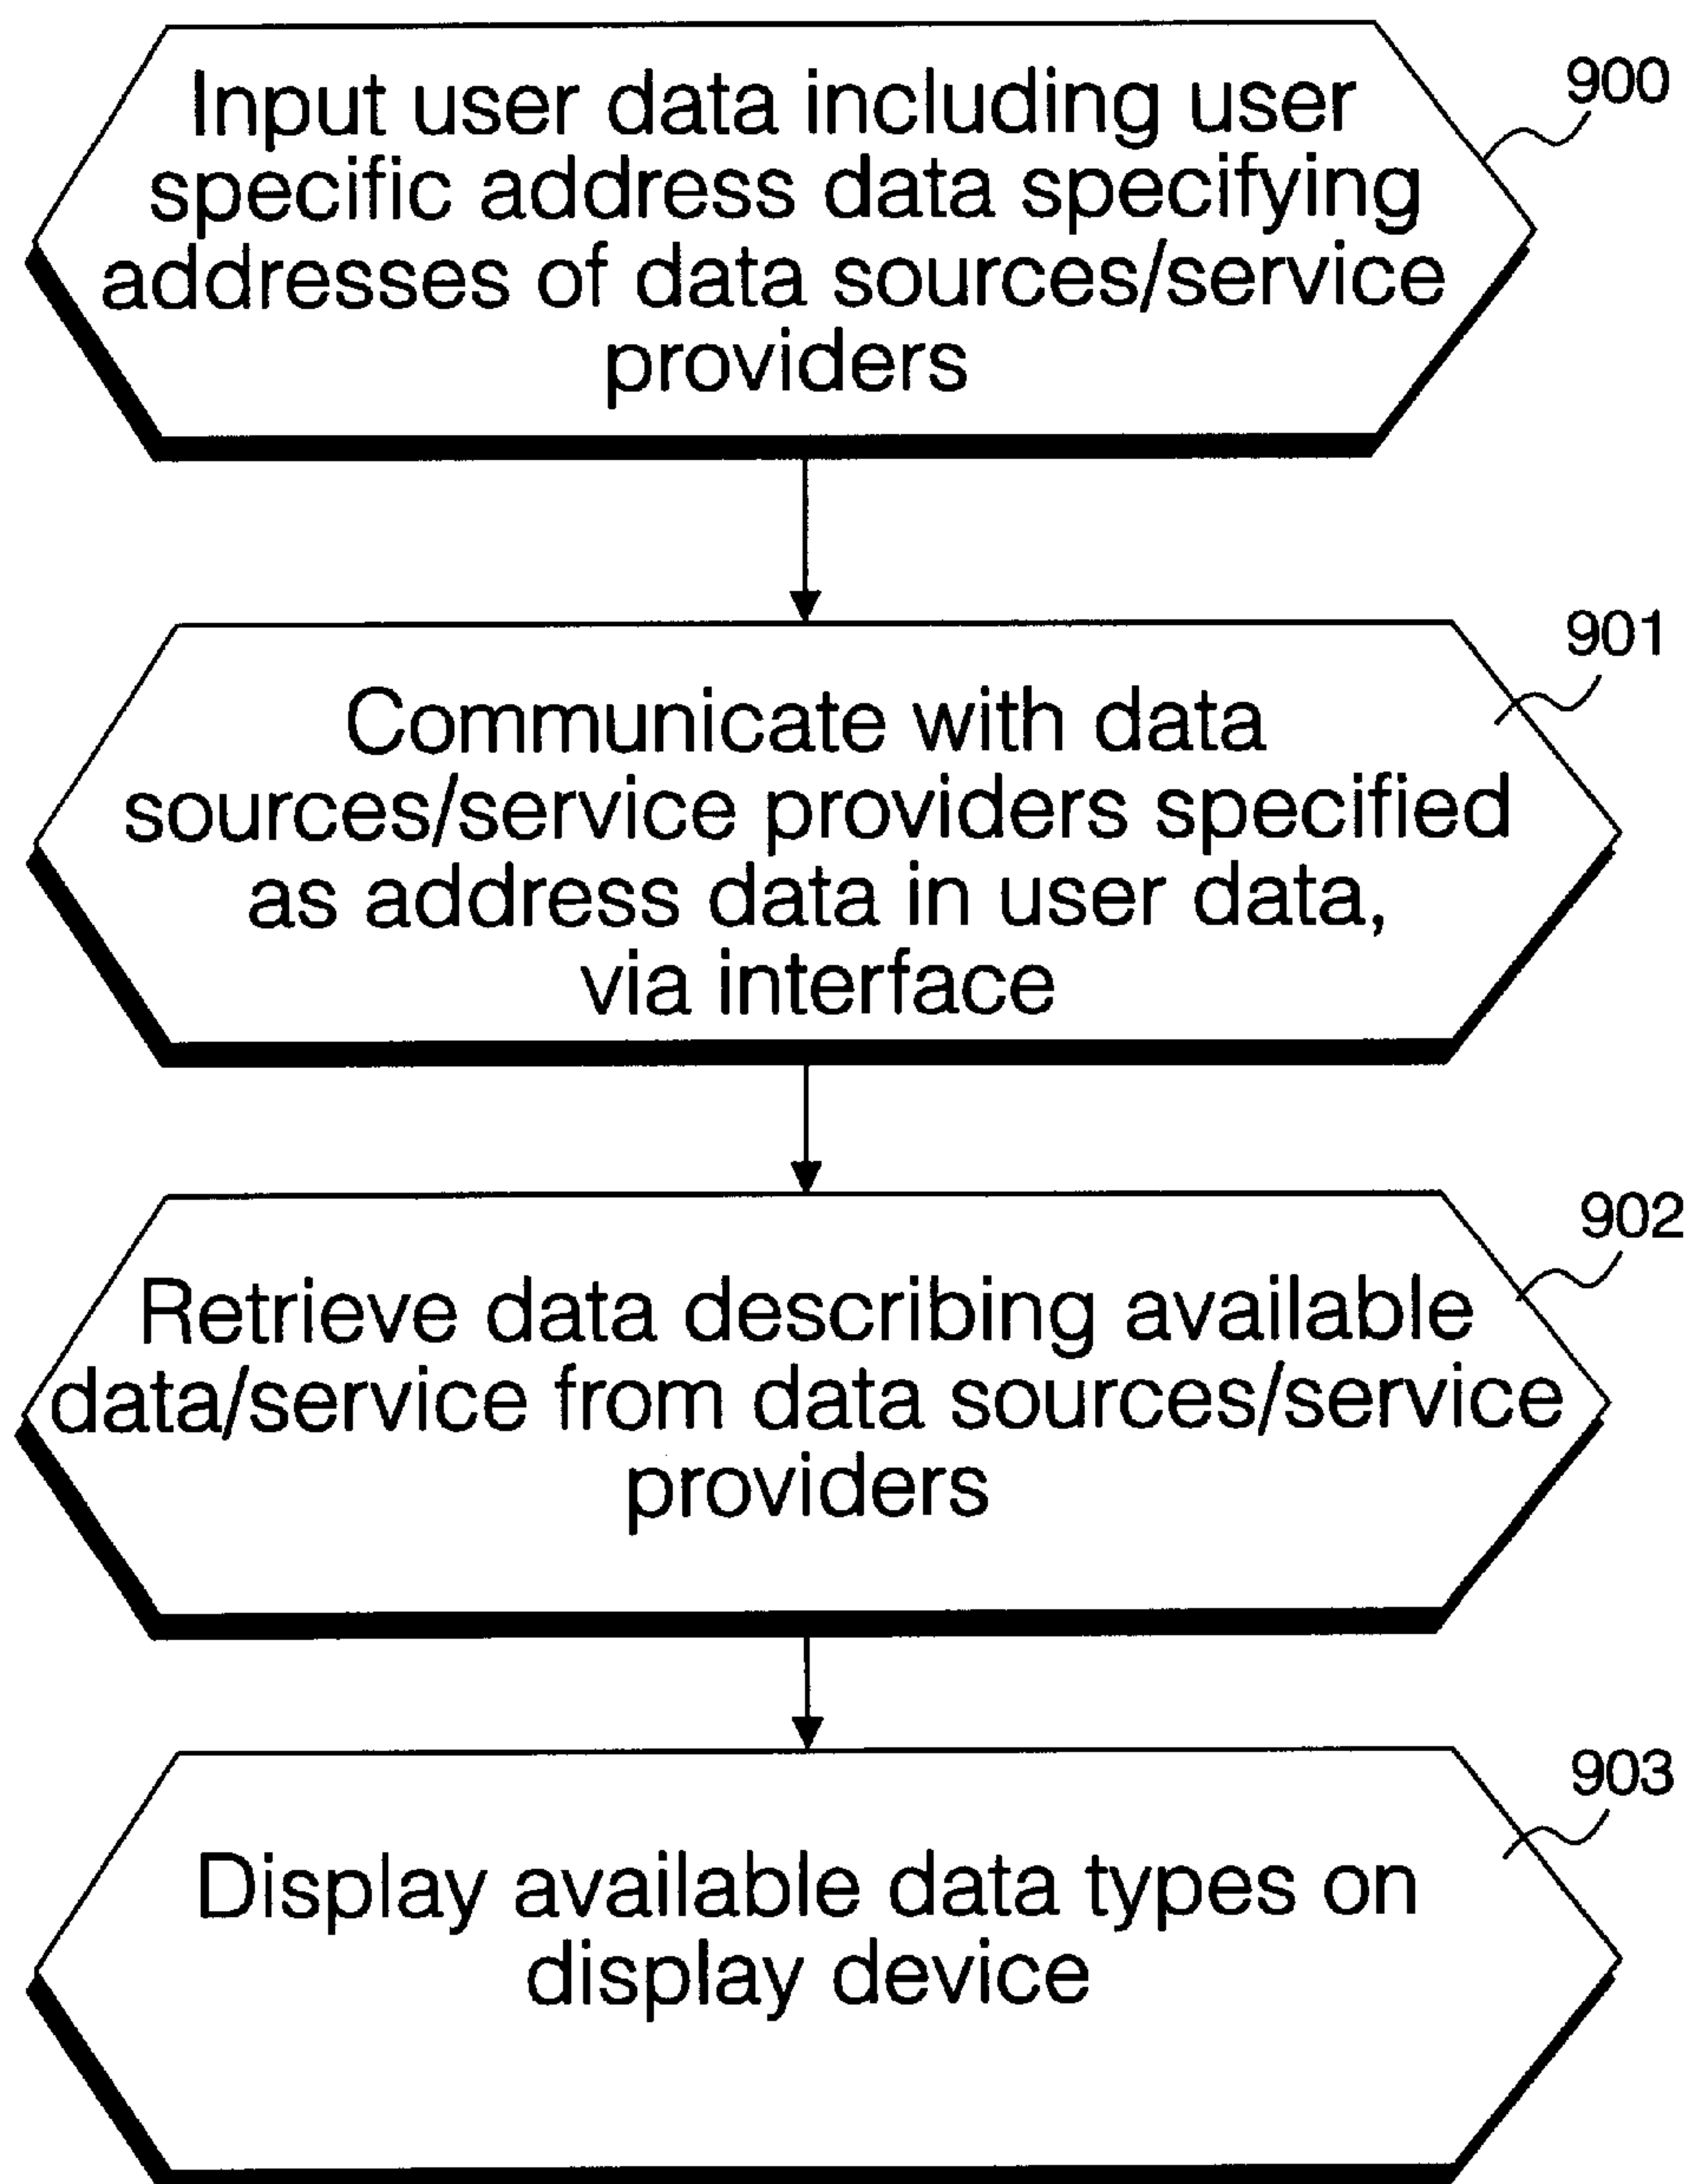 900
Input user data including user
specific address data specifying
addresses of data sources/service
providers
901
Communicate with data
sources/service providers specified
as address data in user data,
via interface
902
Retrieve data describing available
data/service from data sources/service
providers
903
Display available data types on
display device